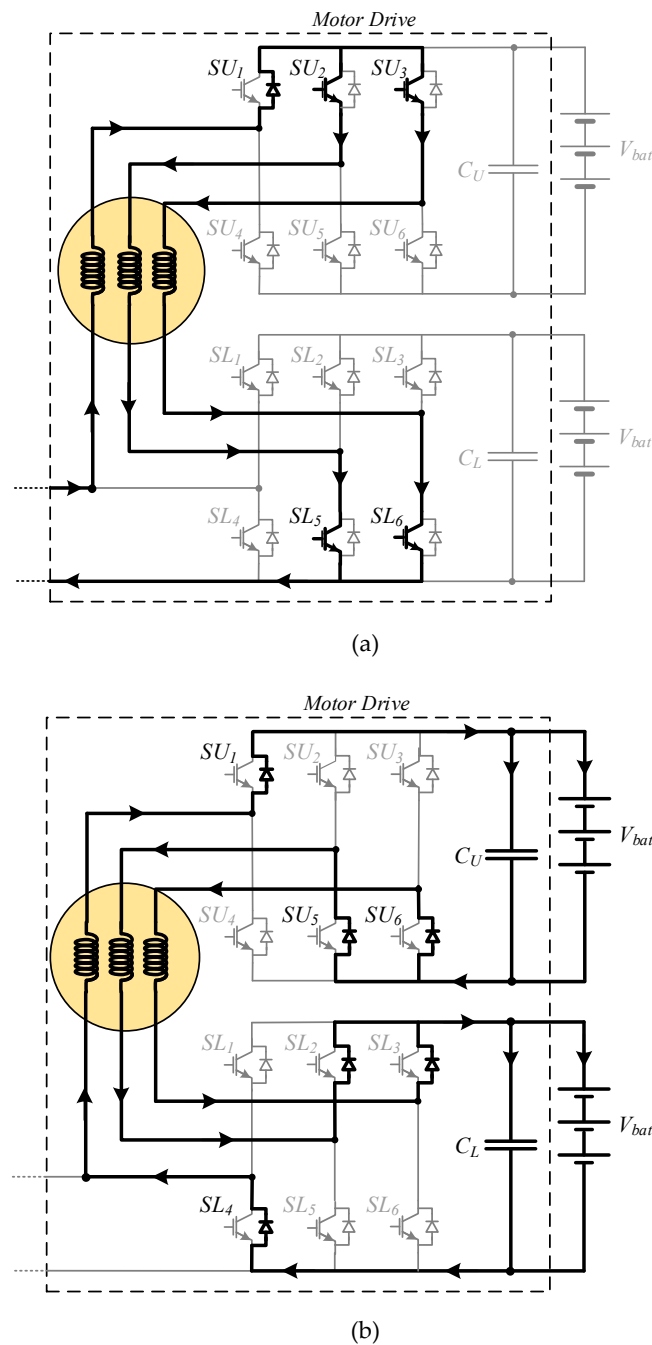 Motor Drive
SU1 SU2 SU3
CU Vbat
SU4 SU5 SU6
SL1 SL2 SL3
CL Vbat
SL4 SL5 SL6
(a)
Motor Drive
SU1 SU2 SU3
CU Vbat
SU4 SU5 SU6
SL1 SL2 SL3
CL Vbat
SL4 SL5 SL6
(b)